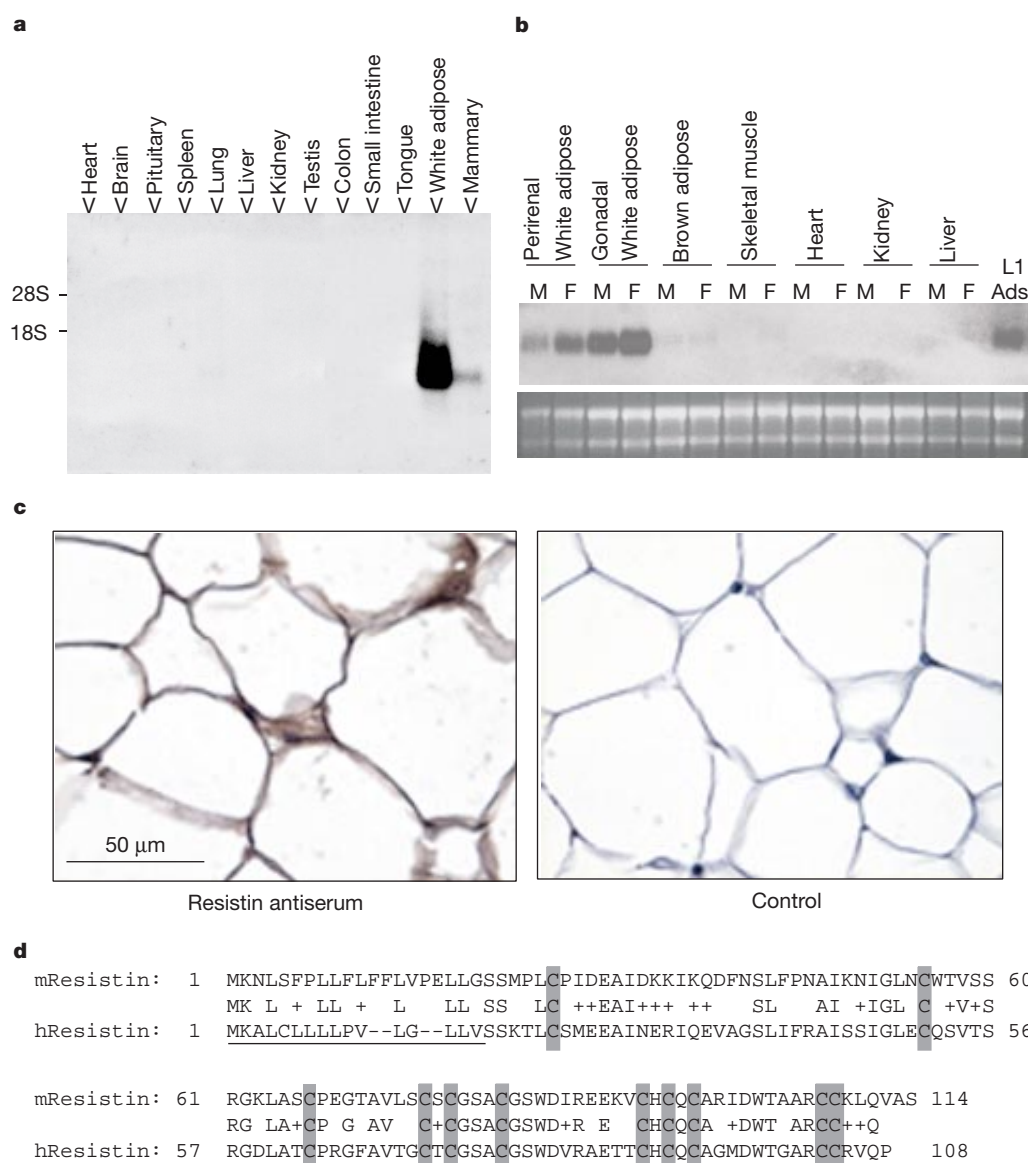 a
<Heart
<Brain
<Pituitary
<Spleen
<Lung
<Liver
<Kidney
<Testis
<Colon
<Small intestine
<Tongue
<White adipose
<Mammary
28S
18S
b
Perirenal
White adipose
Gonadal
White adipose
Brown adipose
Skeletal muscle
Heart
Kidney
Liver
L1
M F M F M F M F M F M F M F Ads
c
50 μm
Resistin antiserum
Control
d
mResistin: 1 MKNLSFPLLFLFFLVPELLGSSMPLCPIDEAIDKKIKQDFNSLFPNAIKNIGLNCWTVSS 60
MK L + LL + L LL SS LC ++EAI+++ ++ SL AI +IGL C +V+S
hResistin: 1 MKALCLLLLPV--LG--LLVSSKTLCSMEEAINERIQEVAGSLIFRAISSIGLECQSVTS 56
mResistin: 61 RGKLASCPEGTAVLSCSCGSACGSWDIREEKVCHCQCARIDWTAARCCKLQVAS 114
RG LA+CP G AV C+CGSACGSWD+R E CHCQCA +DWT ARCC++Q
hResistin: 57 RGDLATCPRGFAVTGCTCGSACGSWDVRAETTCHCQCAGMDWTGARCCRVQP 108